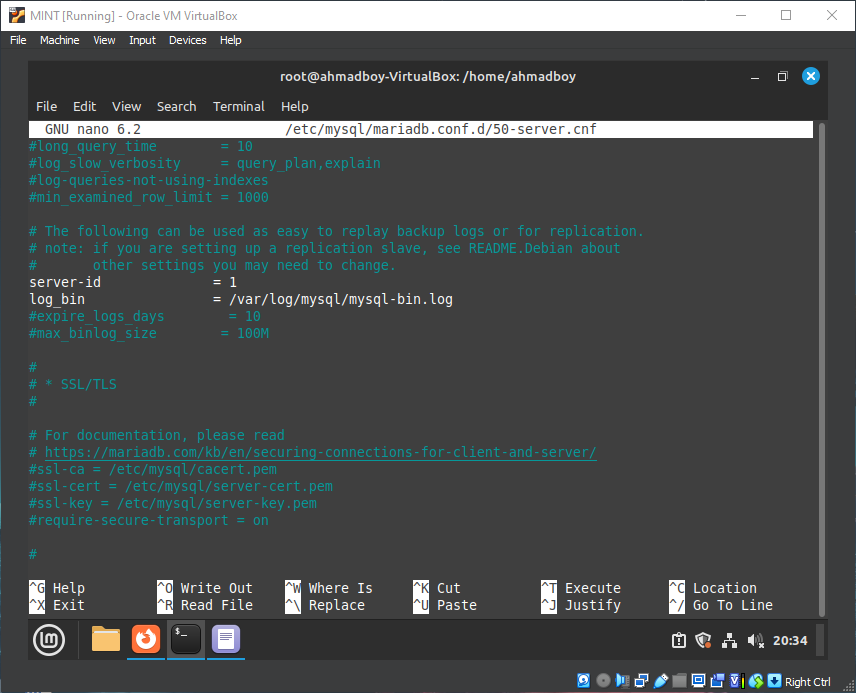 MINT [Running] - Oracle VM VirtualBox
File Machine View Input Devices Help
root@ahmadboy-VirtualBox: /home/ahmadboy
File Edit View Search Terminal Help
GNU nano 6.2 /etc/mysql/mariadb.conf.d/50-server.cnf
#long_query_time = 10
#log_slow_verbosity = query_plan,explain
#log-queries-not-using-indexes
#min_examined_row_limit = 1000
# The following can be used as easy to replay backup logs or for replication.
# note: if you are setting up a replication slave, see README.Debian about
# other settings you may need to change.
server-id = 1
log_bin = /var/log/mysql/mysql-bin.log
#expire_logs_days = 10
#max_binlog_size = 100M
#
# * SSL/TLS
#
# For documentation, please read
# https://mariadb.com/kb/en/securing-connections-for-client-and-server/
#ssl-ca = /etc/mysql/cacert.pem
#ssl-cert = /etc/mysql/server-cert.pem
#ssl-key = /etc/mysql/server-key.pem
#require-secure-transport = on
#
^G Help ^O Write Out ^W Where Is ^K Cut ^T Execute ^C Location
^X Exit ^R Read File ^\ Replace ^U Paste ^J Justify ^/ Go To Line
20:34
Right Ctrl